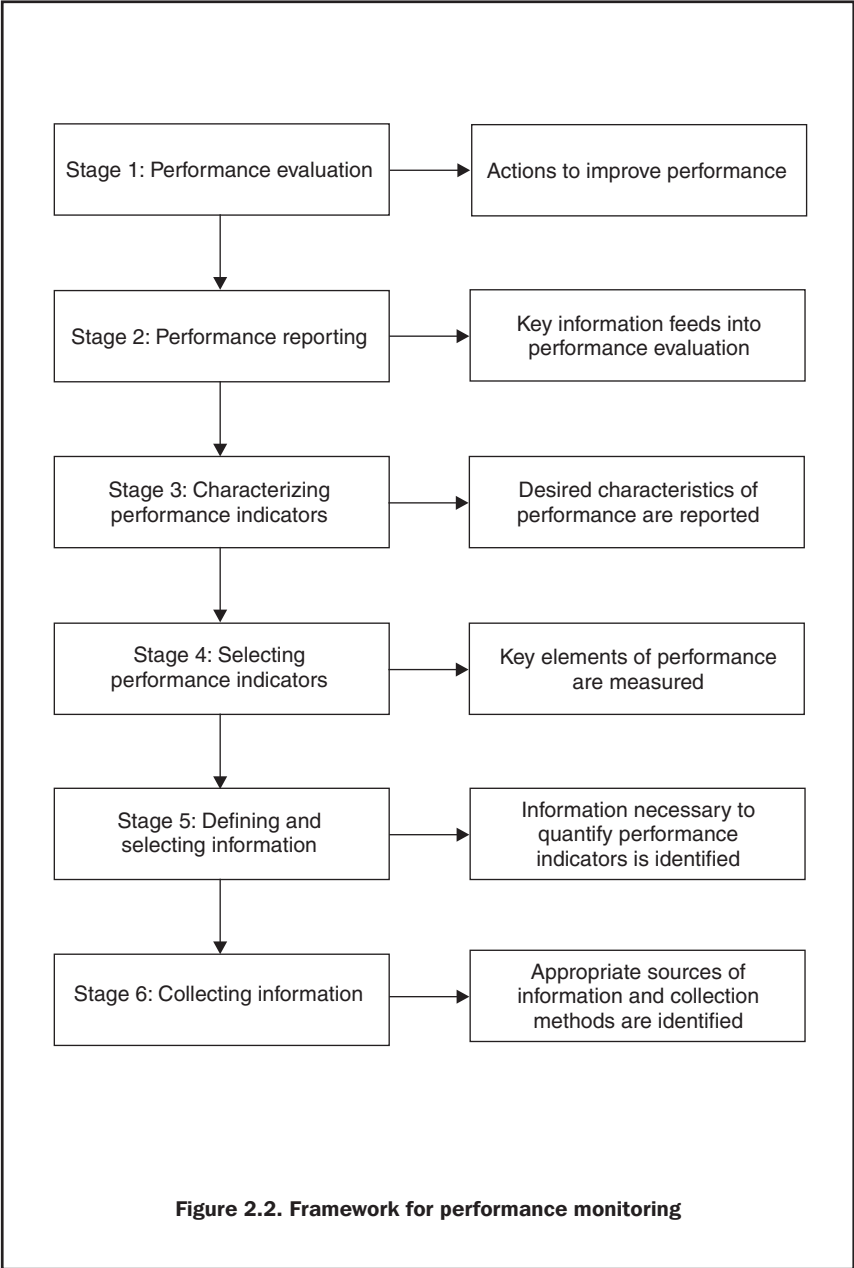 Stage 1: Performance evaluation
Actions to improve performance
Stage 2: Performance reporting
Key information feeds into
performance evaluation
Stage 3: Characterizing
performance indicators
Desired characteristics of
performance are reported
Stage 4: Selecting
performance indicators
Key elements of performance
are measured
Stage 5: Defining and
selecting information
Information necessary to
quantify performance
indicators is identified
Stage 6: Collecting information
Appropriate sources of
information and collection
methods are identified
Figure 2.2. Framework for performance monitoring